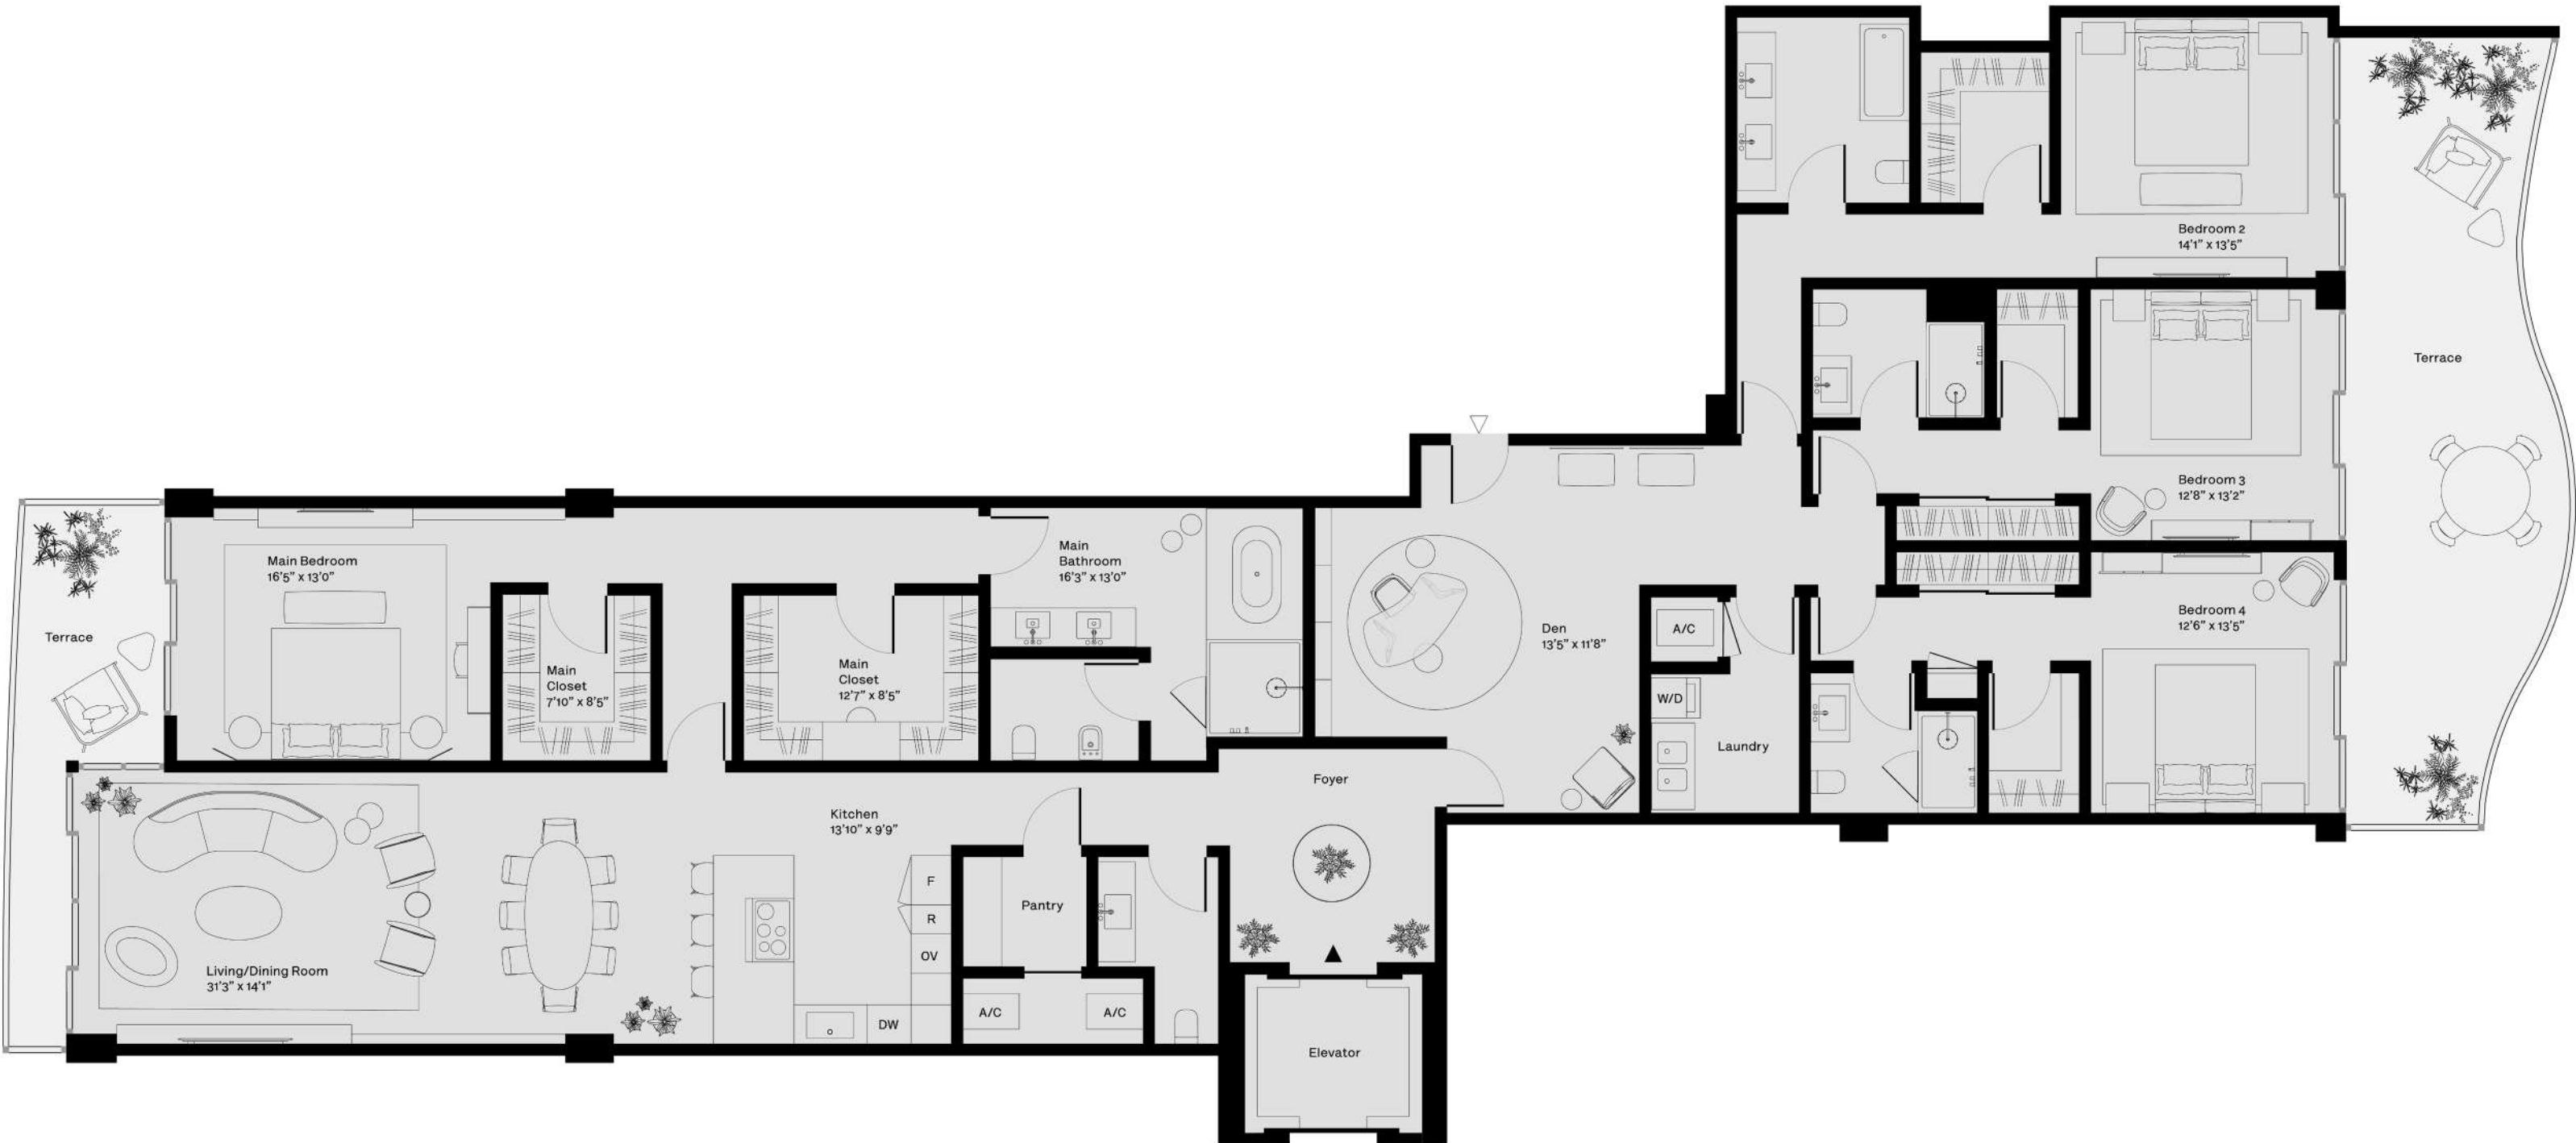 Bedroom 2
14'1" x 13'5"
Terrace
Bedroom 3
12'8" x 13'2"
Main Bedroom
16'5" x 13'0"
Main
Bathroom
16'3" x 13'0"
Terrace
Main
Closet
7'10" x 8'5"
Main
Closet
12'7" x 8'5"
Den
13'5" x 11'8"
A/C
W/D
Laundry
Bedroom 4
12'6" x 13'5"
Foyer
Kitchen
13'10" x 9'9"
F
R
OV
DW
Pantry
A/C
A/C
Living/Dining Room
31'3" x 14'1"
Elevator